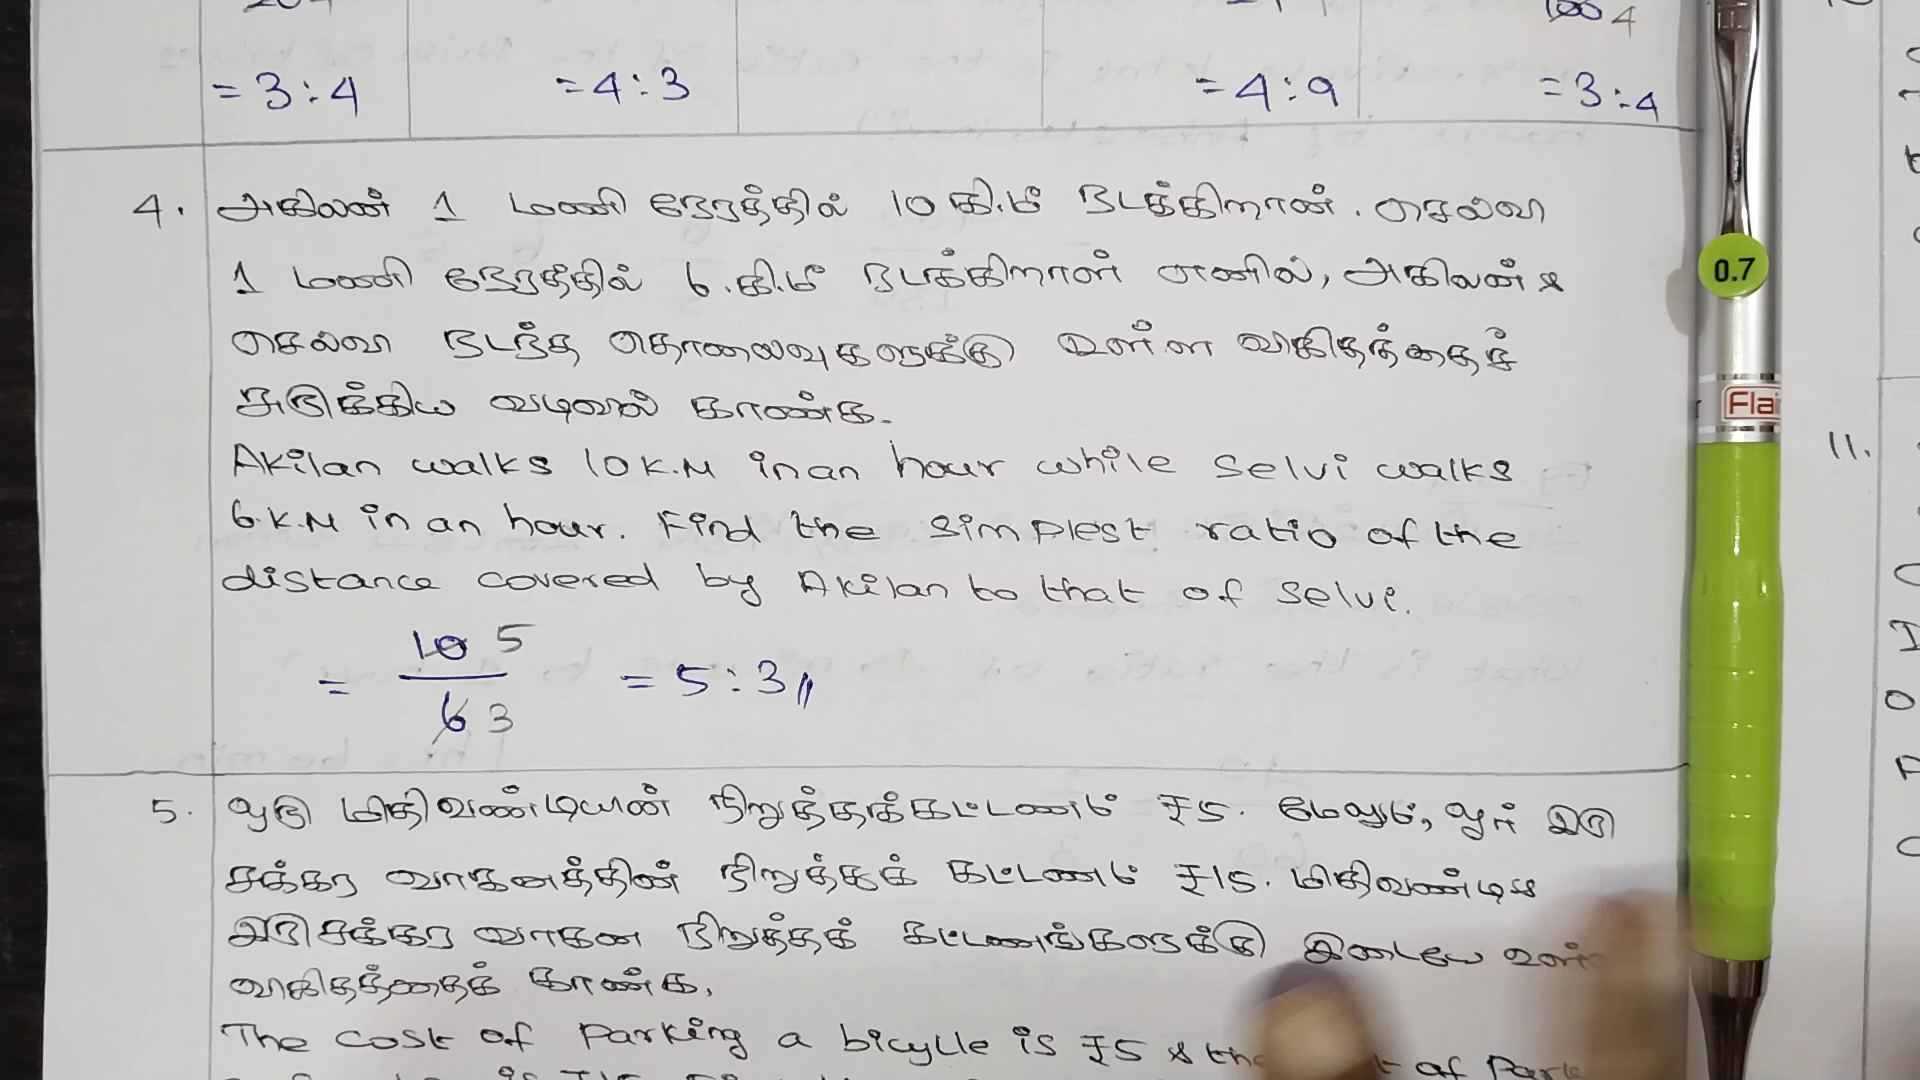 = 3 : 4 = 4 : 3 = 4 : 9 = 3 : 4
4. அகிலன் 1 மணி நேரத்தில் 10 கி.மீ நடக்கிறான். செல்வி
1 மணி நேரத்தில் 6.கி.மீ நடக்கிறாள் எனில், அகிலன் &
செல்வி நடந்த தொலைவுகளுக்கு உள்ள விகிதத்தைச்
சுருக்கிய வடிவில் காண்க.
Akilan walks 10 K.M in an hour while Selvi walks
6.K.M in an hour. Find the simplest ratio of the
distance covered by Akilan to that of Selvi.
= 10 5 / 6 3 = 5 : 3
5. ஒரு மிதிவண்டியின் நிறுத்தக்கட்டணம் ₹5. மேலும், ஓர் இரு
சக்கர வாகனத்தின் நிறுத்தக் கட்டணம் ₹15. மிதிவண்டி &
இருசக்கர வாகன நிறுத்தக் கட்டணங்களுக்கு இடையே
விகிதத்தைக் காண்க.
The cost of Parking a bicylle is ₹5 & of Park
0.7
Flai
11.